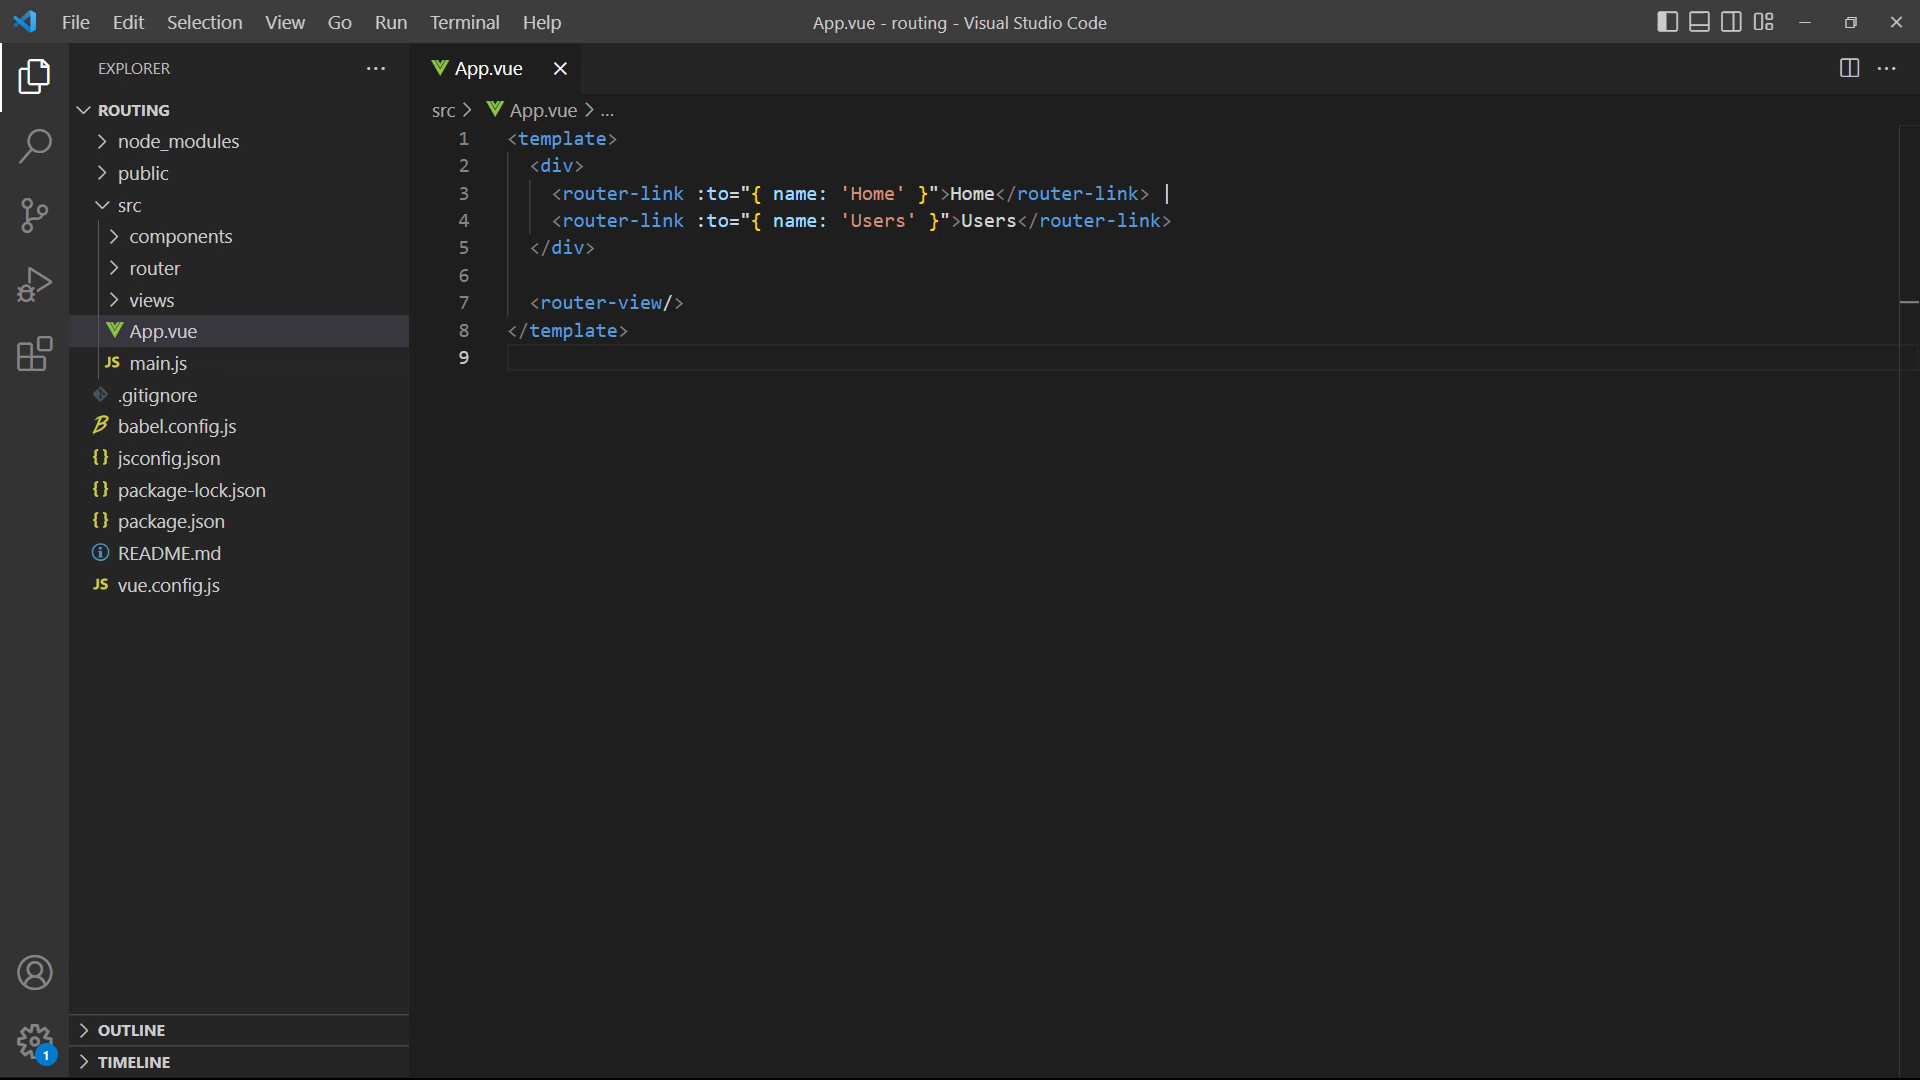 File Edit Selection View Go Run Terminal Help
App.vue - routing - Visual Studio Code
EXPLORER
ROUTING
node_modules
public
src
components
router
views
App.vue
JS main.js
.gitignore
babel.config.js
{} jsconfig.json
{} package-lock.json
{} package.json
README.md
JS vue.config.js
OUTLINE
TIMELINE
1
App.vue
src > App.vue > ...
1 <template>
2 <div>
3 <router-link :to="{ name: 'Home' }">Home</router-link> |
4 <router-link :to="{ name: 'Users' }">Users</router-link>
5 </div>
6
7 <router-view/>
8 </template>
9